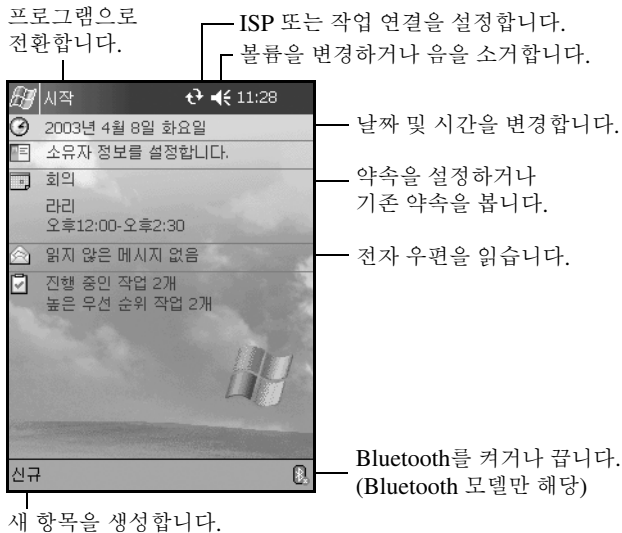 프로그램으로
전환합니다.
ISP 또는 작업 연결을 설정합니다.
볼륨을 변경하거나 음을 소거합니다.
시작 11:28
2003년 4월 8일 화요일
날짜 및 시간을 변경합니다.
소유자 정보를 설정합니다.
회의
라리
오후12:00-오후2:30
약속을 설정하거나
기존 약속을 봅니다.
읽지 않은 메시지 없음
전자 우편을 읽습니다.
진행 중인 작업 2개
높은 우선 순위 작업 2개
신규
Bluetooth를 켜거나 끕니다.
(Bluetooth 모델만 해당)
새 항목을 생성합니다.